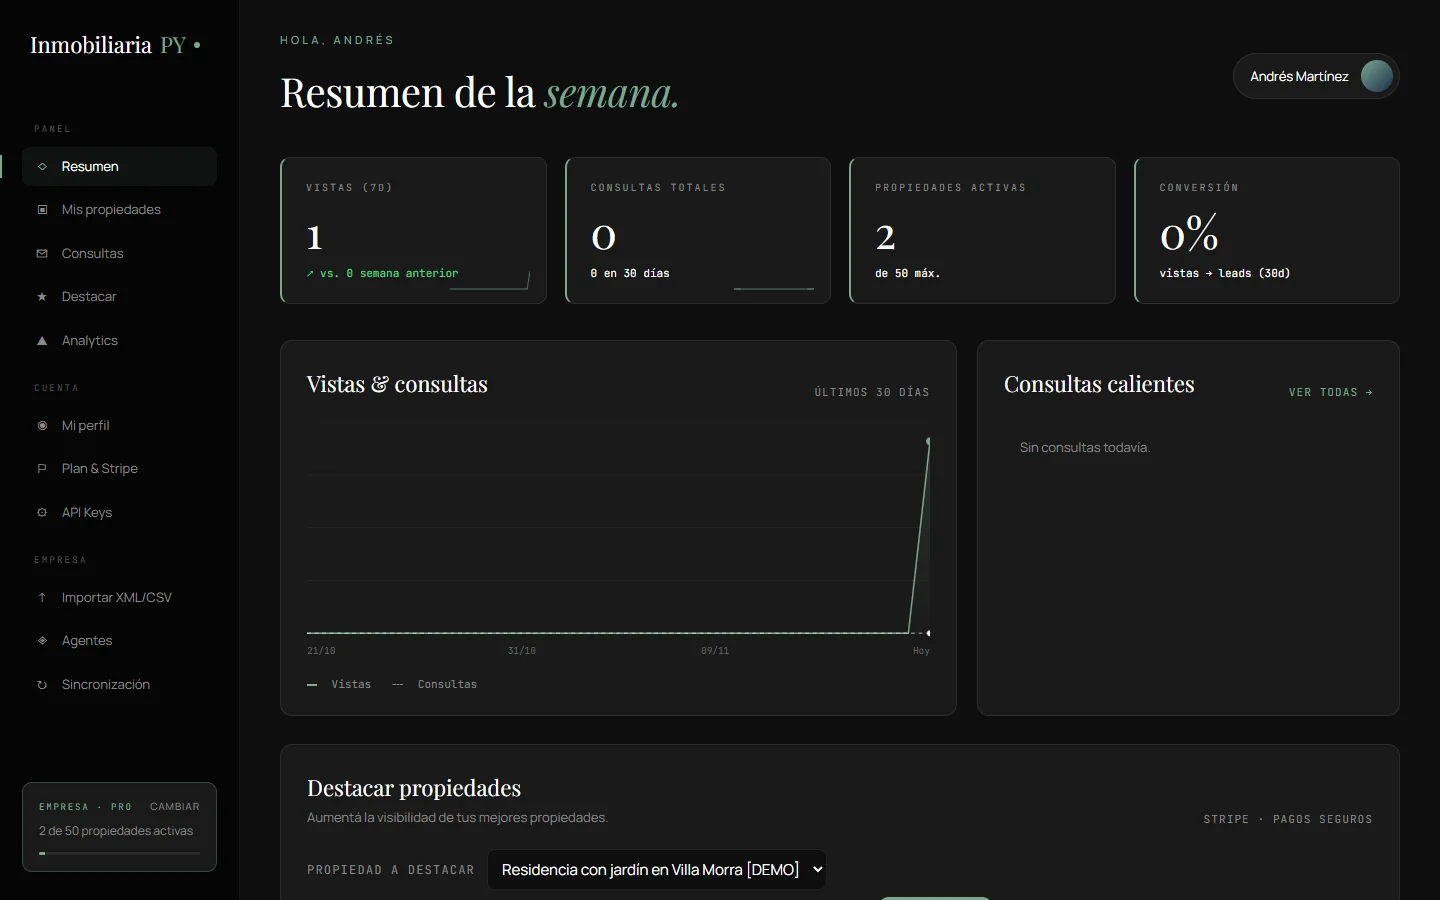 Inmobiliaria PY
PANEL
Resumen
Mis propiedades
Consultas
Destacar
Analytics
CUENTA
Mi perfil
Plan & Stripe
API Keys
EMPRESA
Importar XML/CSV
Agentes
Sincronización
EMPRESA · PRO CAMBIAR
2 de 50 propiedades activas
HOLA, ANDRÉS
Resumen de la semana.
Andrés Martínez
VISTAS (7D)
1
↗ vs. 0 semana anterior
CONSULTAS TOTALES
0
0 en 30 días
PROPIEDADES ACTIVAS
2
de 50 máx.
CONVERSIÓN
0%
vistas → leads (30d)
Vistas & consultas
ÚLTIMOS 30 DÍAS
21/10 31/10 09/11 Hoy
Vistas Consultas
Consultas calientes
VER TODAS →
Sin consultas todavía.
Destacar propiedades
Aumentá la visibilidad de tus mejores propiedades.
STRIPE · PAGOS SEGUROS
PROPIEDAD A DESTACAR
Residencia con jardín en Villa Morra [DEMO]